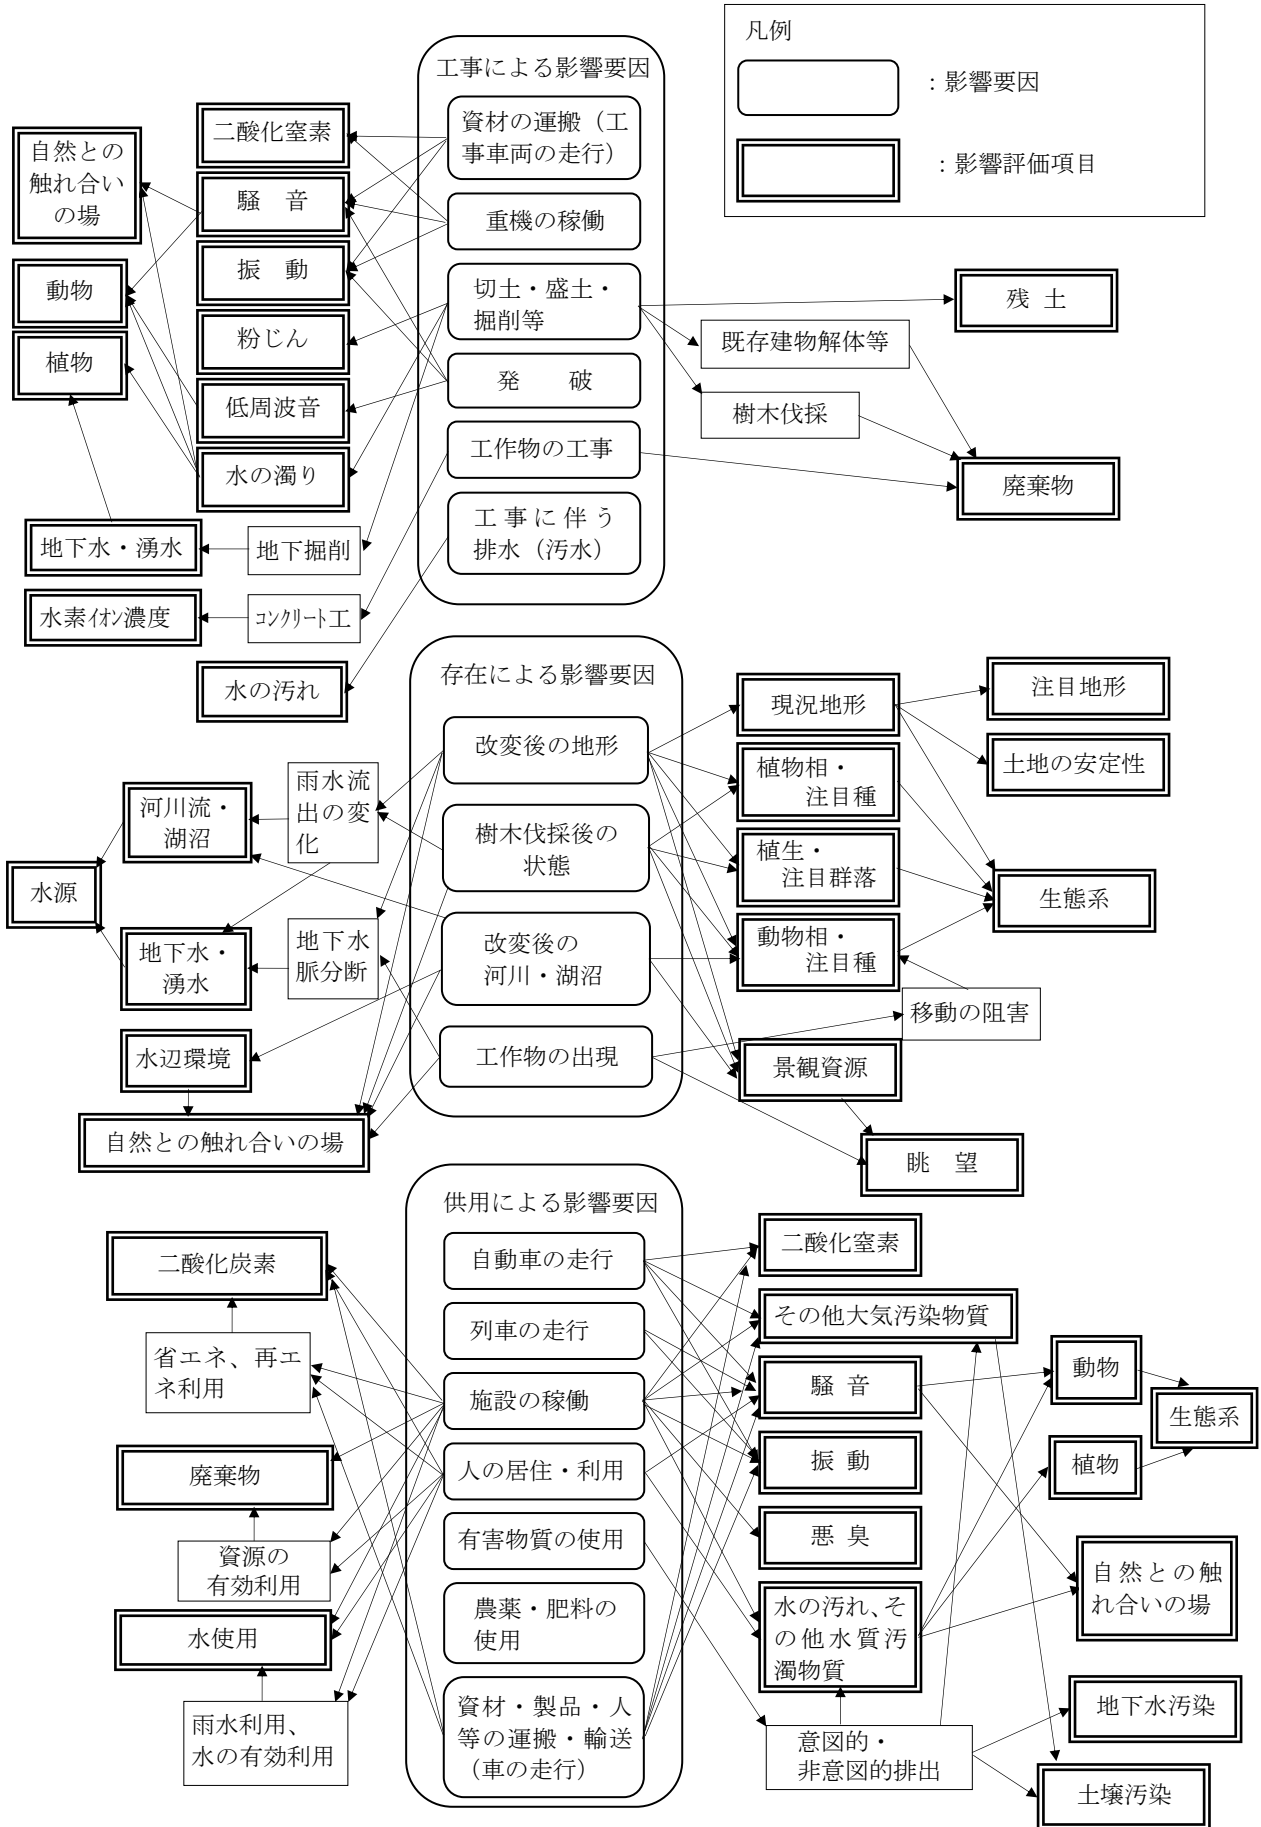 凡例
：影響要因
：影響評価項目
工事による影響要因
資材の運搬（工
事車両の走行）
重機の稼働
切土・盛土・
掘削等
発　　破
工作物の工事
工事に伴う
排水（汚水）
二酸化窒素
騒　音
振　動
粉じん
低周波音
水の濁り
自然との
触れ合い
の場
動物
植物
地下水・湧水
地下掘削
水素ｲｵﾝ濃度
ｺﾝｸﾘｰﾄ工
水の汚れ
残　土
既存建物解体等
樹木伐採
廃棄物
存在による影響要因
改変後の地形
樹木伐採後の
状態
改変後の
河川・湖沼
工作物の出現
雨水流
出の変
化
河川流・
湖沼
水源
地下水・
湧水
地下水
脈分断
水辺環境
自然との触れ合いの場
現況地形
植物相・
注目種
植生・
注目群落
動物相・
注目種
移動の阻害
景観資源
眺　望
注目地形
土地の安定性
生態系
供用による影響要因
自動車の走行
列車の走行
施設の稼働
人の居住・利用
有害物質の使用
農薬・肥料の
使用
資材・製品・人
等の運搬・輸送
（車の走行）
二酸化炭素
省エネ、再エ
ネ利用
廃棄物
資源の
有効利用
水使用
雨水利用、
水の有効利用
二酸化窒素
その他大気汚染物質
騒 音
振 動
悪 臭
水の汚れ、そ
の他水質汚
濁物質
意図的・
非意図的排出
動物
植物
生態系
自然との触
れ合いの場
地下水汚染
土壌汚染